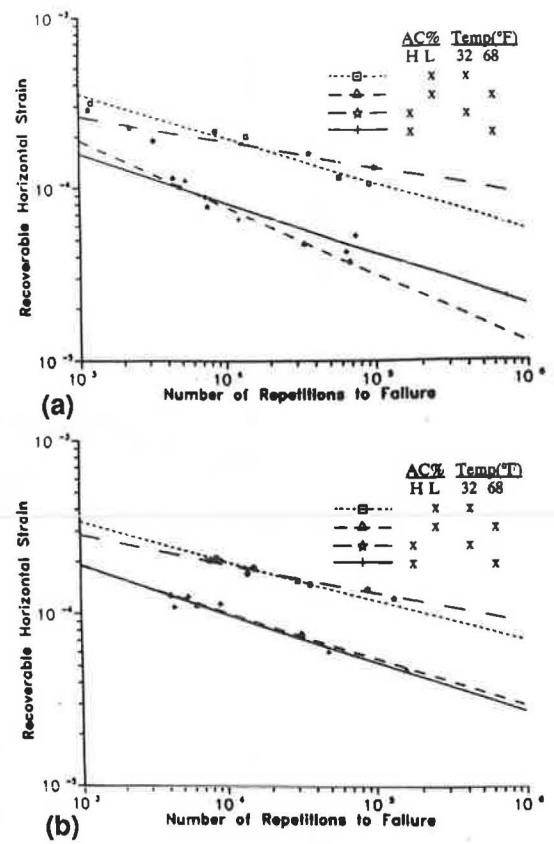 10⁻²
AC% Temp(°F)
H L 32 68
x x
x x
x x
x x
10⁻³
10⁻⁴
10⁻⁵
Recoverable Horizontal Strain
10³ 10⁴ 10⁵ 10⁶
Number of Repetitions to Failure
(a)
10⁻³
AC% Temp(°F)
H L 32 68
x x
x x
x x
x x
10⁻⁴
10⁻⁵
Recoverable Horizontal Strain
10³ 10⁴ 10⁵ 10⁶
Number of Repetitions to Failure
(b)